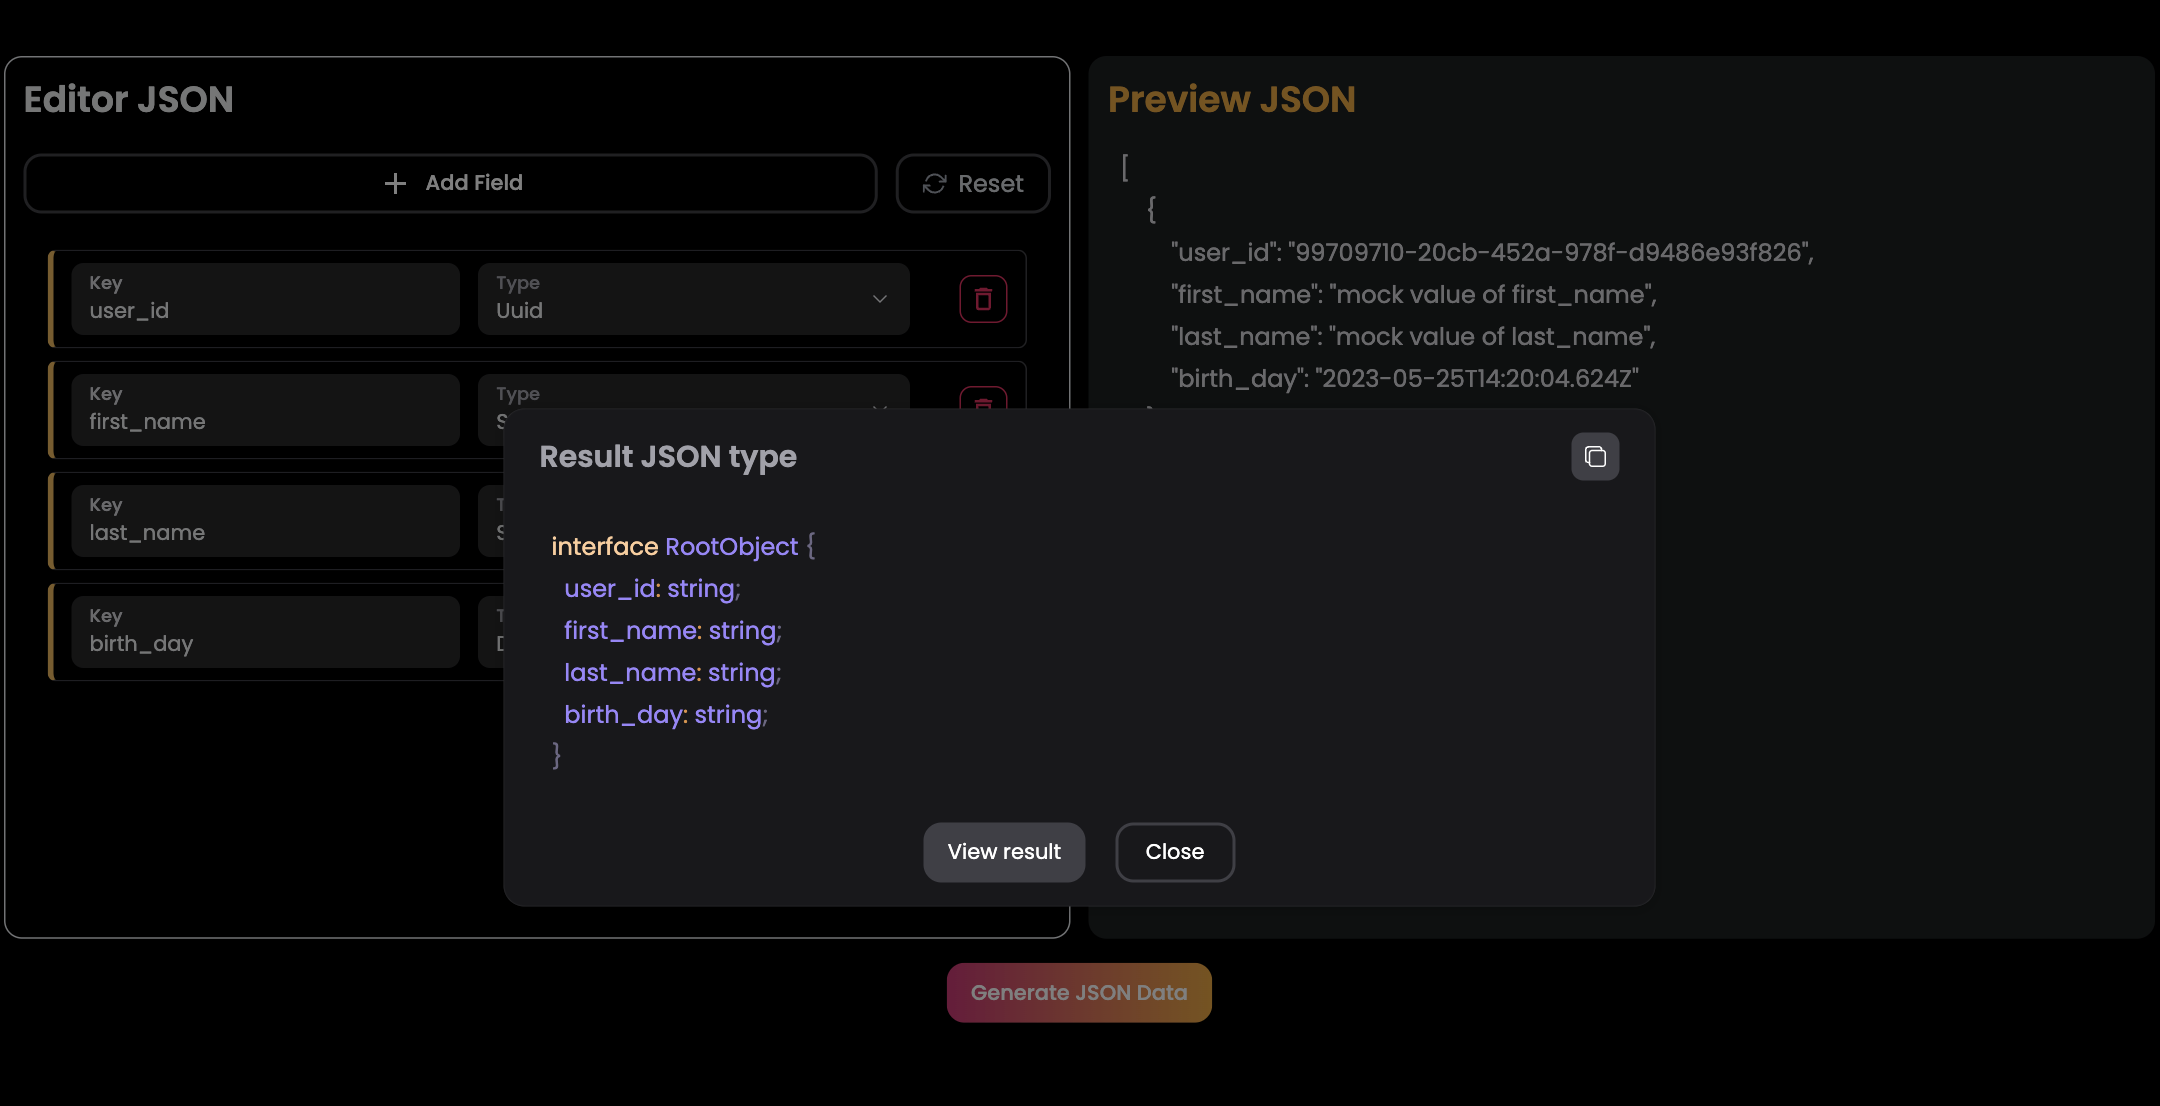 Editor JSON
Add Field
Reset
Key
user_id
Type
Uuid
Key
first_name
Type
Key
last_name
Key
birth_day
Preview JSON
[
{
"user_id": "99709710-20cb-452a-978f-d9486e93f826",
"first_name": "mock value of first_name",
"last_name": "mock value of last_name",
"birth_day": "2023-05-25T14:20:04.624Z"
Result JSON type
interface RootObject {
user_id: string;
first_name: string;
last_name: string;
birth_day: string;
}
View result
Close
Generate JSON Data